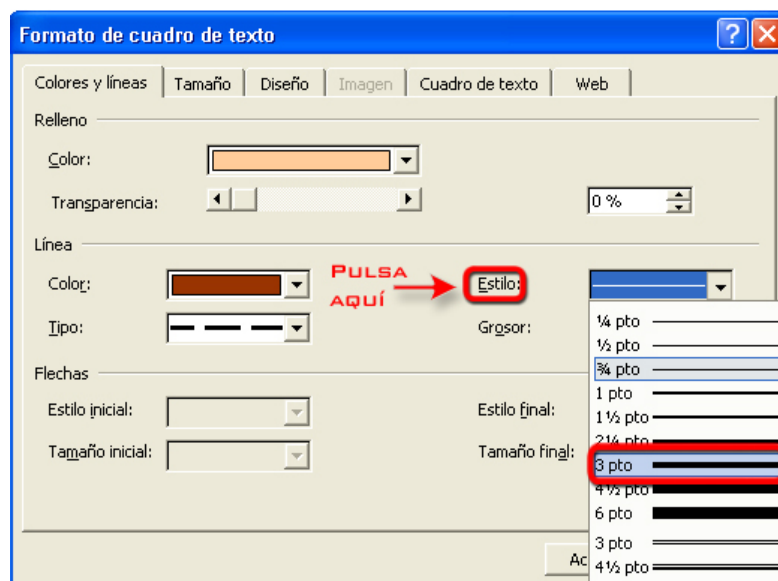 Formato de cuadro de texto
Colores y líneas Tamaño Diseño Imagen Cuadro de texto Web
Relleno
Color:
Transparencia: 0 %
Línea
Color: PULSA AQUÍ Estilo:
Tipo: Grosor:
Flechas
Estilo inicial: Estilo final:
Tamaño inicial: Tamaño final:
¼ pto
½ pto
¾ pto
1 pto
1½ pto
2¼ pto
3 pto
4½ pto
6 pto
3 pto
4½ pto
Ac